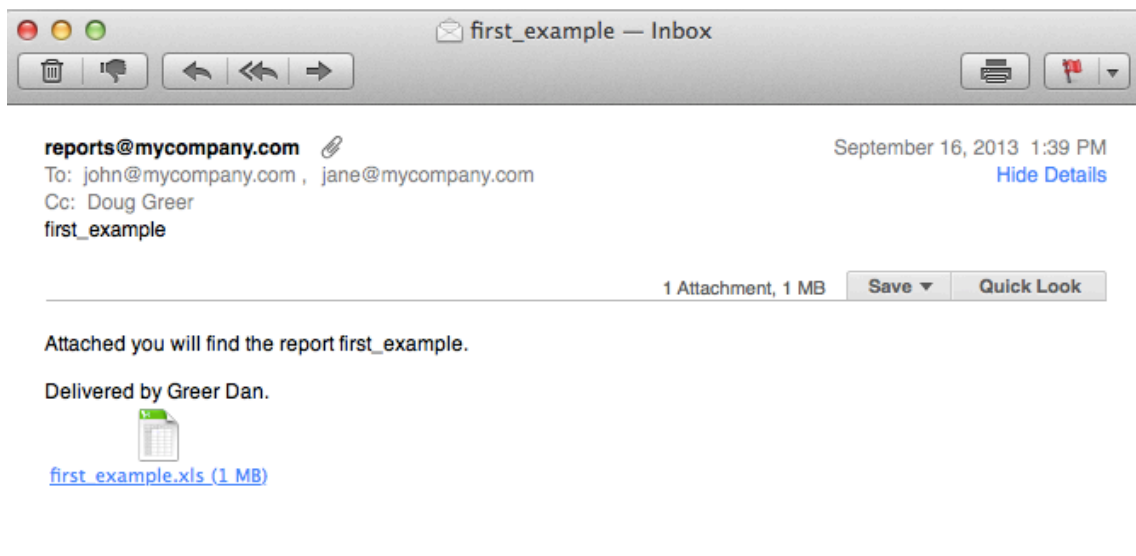 first_example — Inbox
reports@mycompany.com
September 16, 2013 1:39 PM
To: john@mycompany.com , jane@mycompany.com
Hide Details
Cc: Doug Greer
first_example
1 Attachment, 1 MB
Save
Quick Look
Attached you will find the report first_example.
Delivered by Greer Dan.
first_example.xls (1 MB)